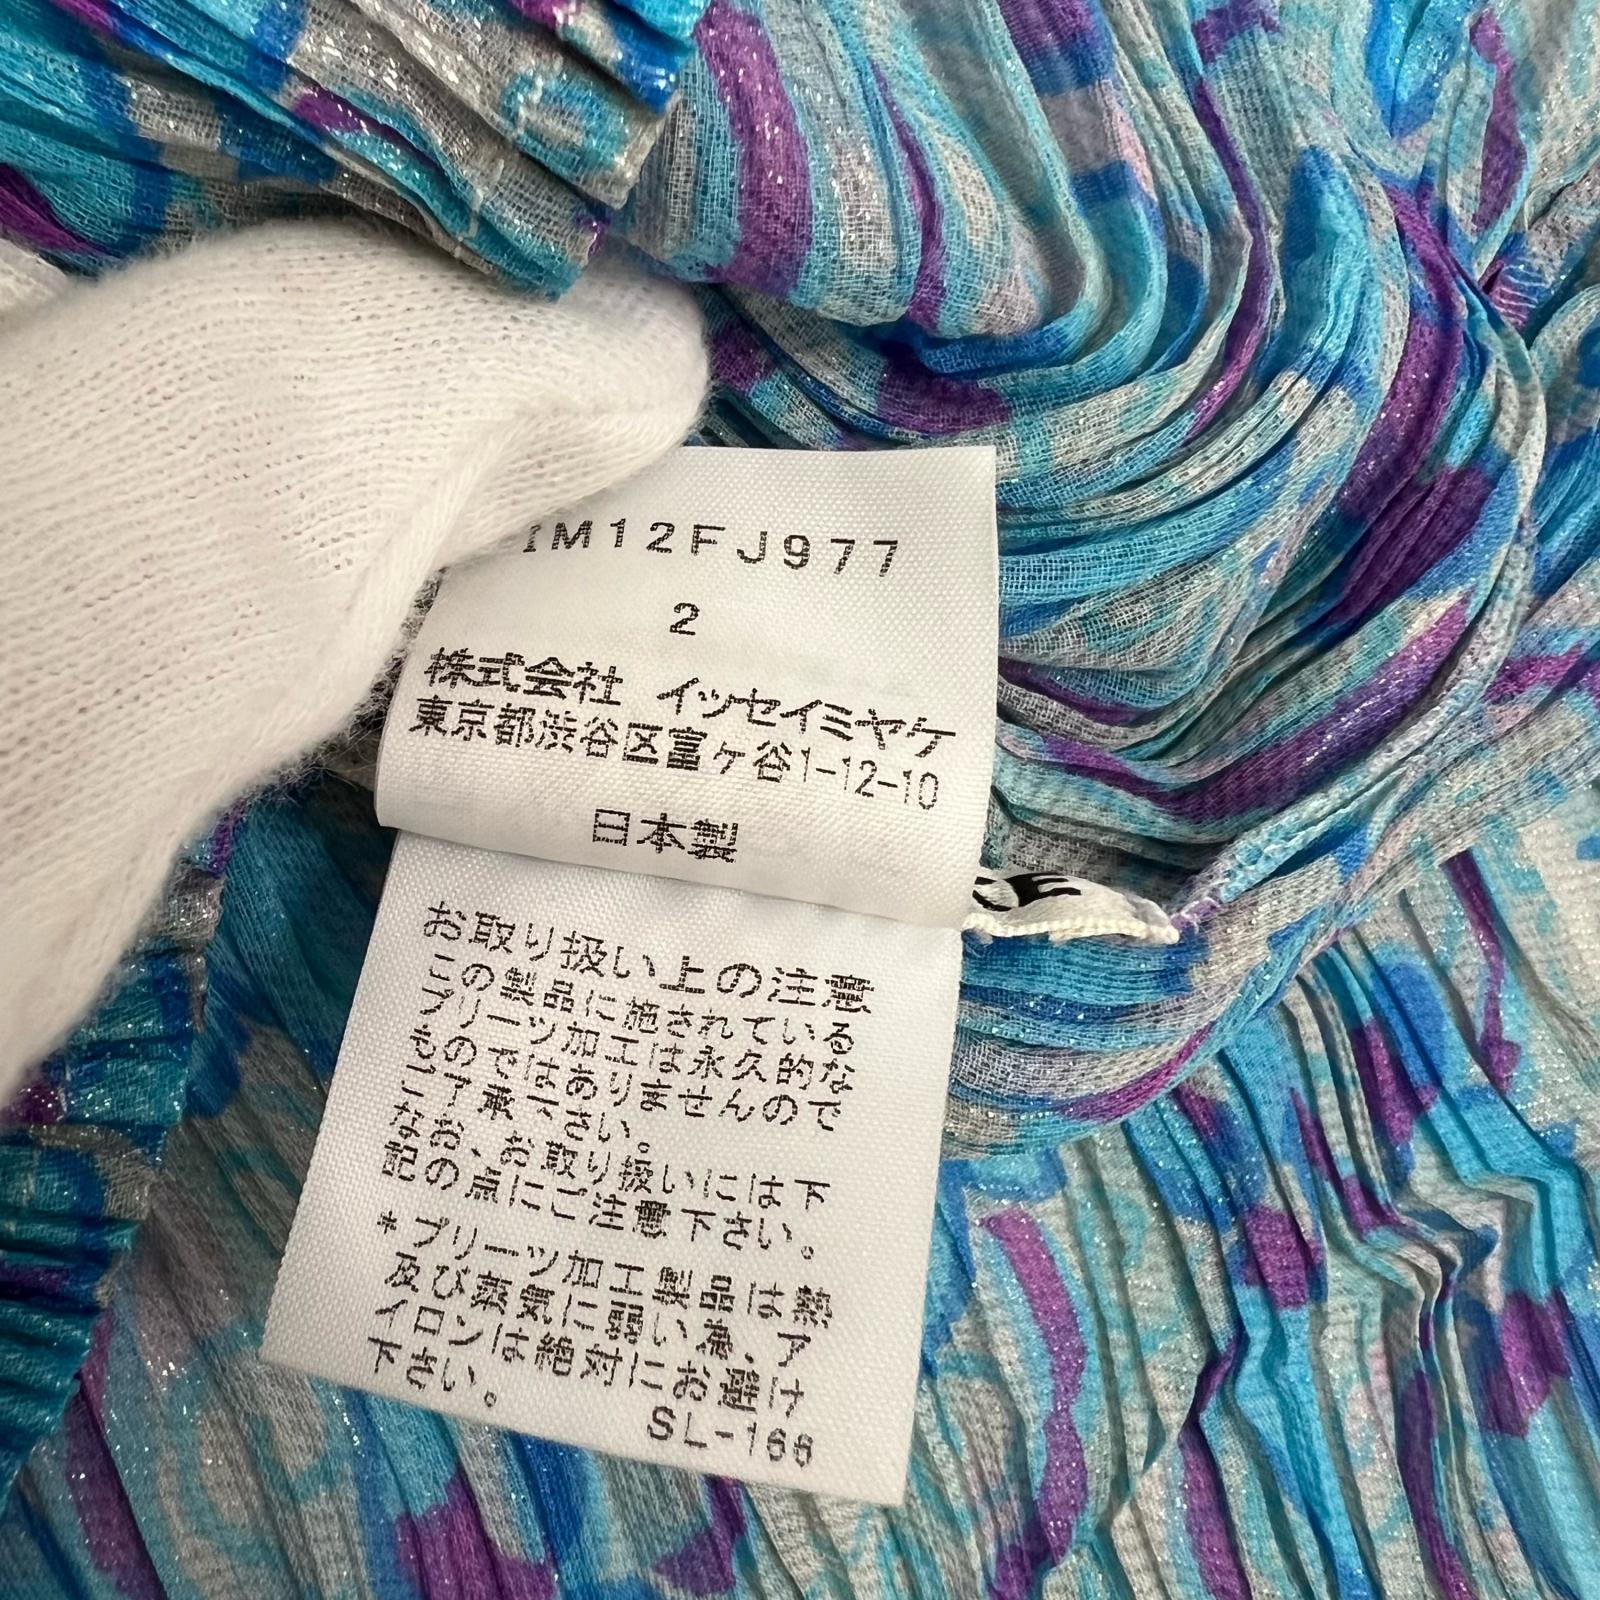 IM12FJ977
2
株式会社 イッセイミヤケ
東京都渋谷区富ヶ谷1-12-10
日本製
お取り扱い上の注意
この製品に施されている
プリーツ加工は永久的な
ものではありませんので
ご了承下さい。
なお、お取り扱いには下
記の点にご注意下さい。
*プリーツ加工製品は熱
及び蒸気に弱い為、ア
イロンは絶対にお避け
下さい。
SL-166